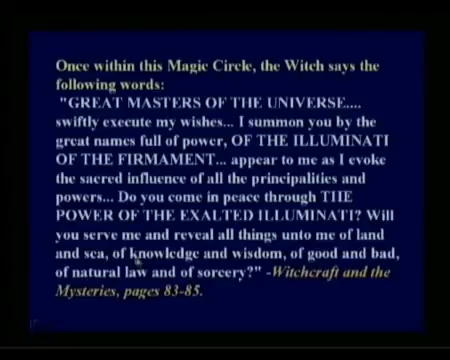 Once within this Magic Circle, the Witch says the
following words:
"GREAT MASTERS OF THE UNIVERSE....
swiftly execute my wishes... I summon you by the
great names full of power, OF THE ILLUMINATI
OF THE FIRMAMENT... appear to me as I evoke
the sacred influence of all the principalities and
powers... Do you come in peace through THE
POWER OF THE EXALTED ILLUMINATI? Will
you serve me and reveal all things unto me of land
and sea, of knowledge and wisdom, of good and bad,
of natural law and of sorcery?" -Witchcraft and the
Mysteries, pages 83-85.